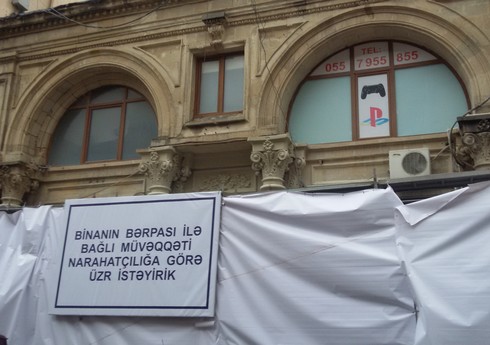 TEL:
055 7955 855
BİNANIN BƏRPASI İLƏ
BAĞLI MÜVƏQQƏTİ
NARAHATÇILIĞA GÖRƏ
ÜZR İSTƏYİRİK